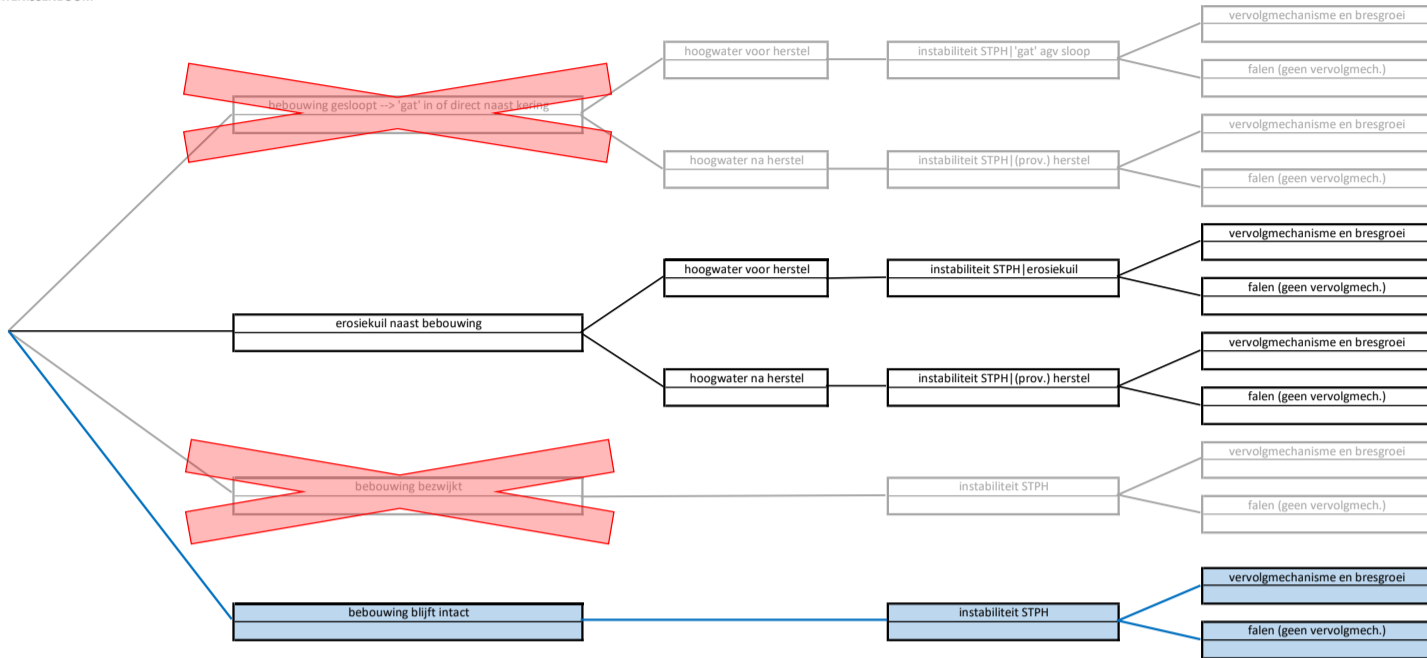 vervolgmechanisme en bresgroei
hoogwater voor herstel
instabiliteit STPH|'gat' agv sloop
falen (geen vervolgmech.)
bebouwing gesloopt --> 'gat' in of direct naast kering
vervolgmechanisme en bresgroei
hoogwater na herstel
instabiliteit STPH|(prov.) herstel
falen (geen vervolgmech.)
vervolgmechanisme en bresgroei
hoogwater voor herstel
instabiliteit STPH|erosiekuil
falen (geen vervolgmech.)
erosiekuil naast bebouwing
vervolgmechanisme en bresgroei
hoogwater na herstel
instabiliteit STPH|(prov.) herstel
falen (geen vervolgmech.)
vervolgmechanisme en bresgroei
bebouwing bezwijkt
instabiliteit STPH
falen (geen vervolgmech.)
vervolgmechanisme en bresgroei
bebouwing blijft intact
instabiliteit STPH
falen (geen vervolgmech.)